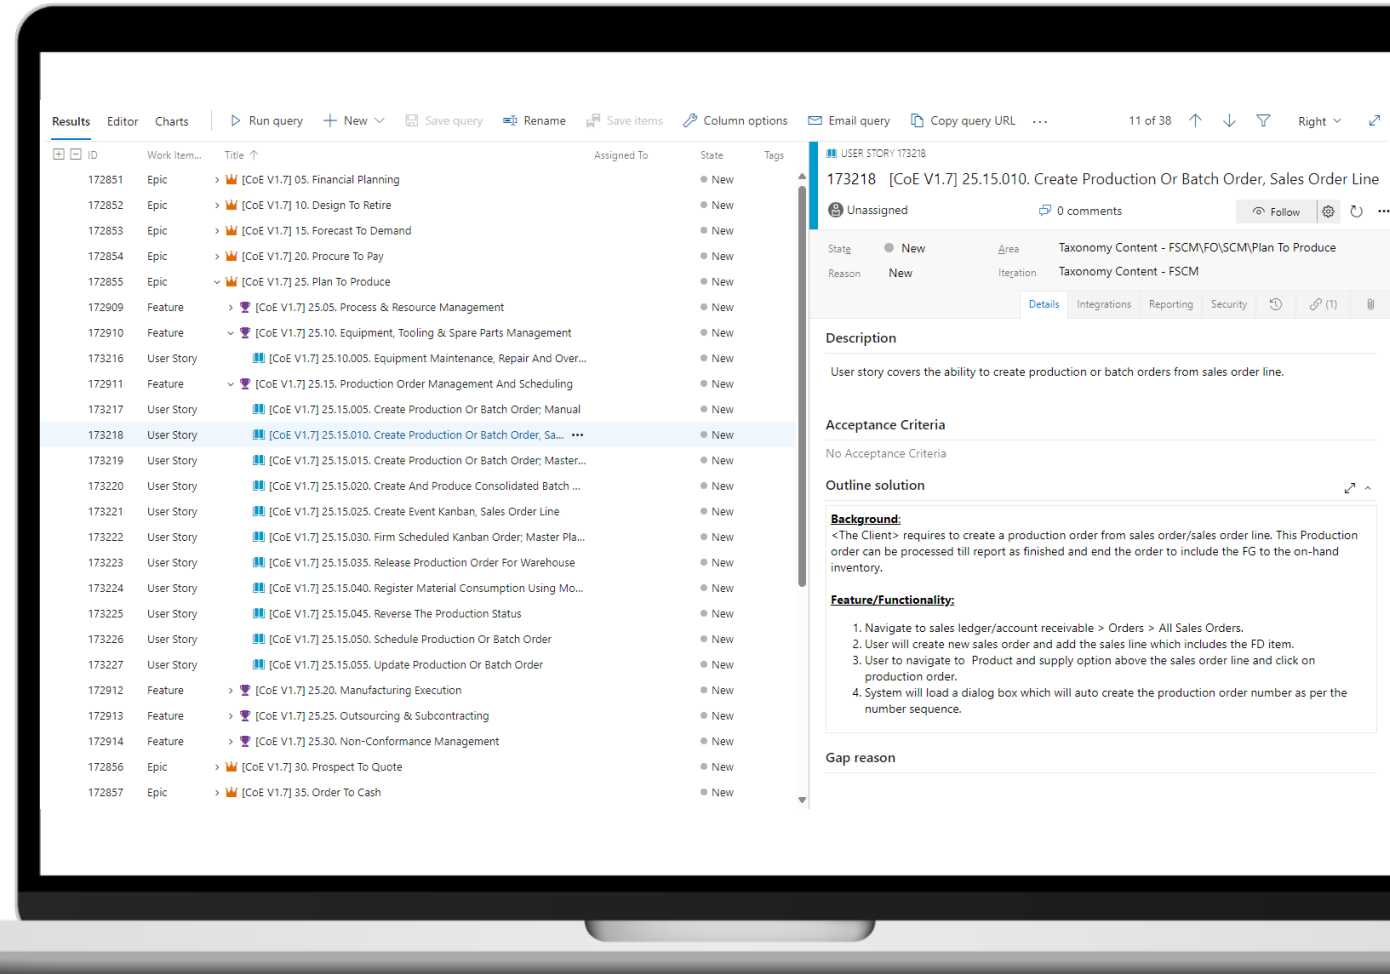 Results Editor Charts Run query New Save query Rename Save items Column options Email query Copy query URL ... 11 of 38 Right
ID Work Item... Title Assigned To State Tags
172851 Epic [CoE V1.7] 05. Financial Planning New
172852 Epic [CoE V1.7] 10. Design To Retire New
172853 Epic [CoE V1.7] 15. Forecast To Demand New
172854 Epic [CoE V1.7] 20. Procure To Pay New
172855 Epic [CoE V1.7] 25. Plan To Produce New
172909 Feature [CoE V1.7] 25.05. Process & Resource Management New
172910 Feature [CoE V1.7] 25.10. Equipment, Tooling & Spare Parts Management New
173216 User Story [CoE V1.7] 25.10.005. Equipment Maintenance, Repair And Over... New
172911 Feature [CoE V1.7] 25.15. Production Order Management And Scheduling New
173217 User Story [CoE V1.7] 25.15.005. Create Production Or Batch Order; Manual New
173218 User Story [CoE V1.7] 25.15.010. Create Production Or Batch Order, Sa... ... New
173219 User Story [CoE V1.7] 25.15.015. Create Production Or Batch Order; Master... New
173220 User Story [CoE V1.7] 25.15.020. Create And Produce Consolidated Batch ... New
173221 User Story [CoE V1.7] 25.15.025. Create Event Kanban, Sales Order Line New
173222 User Story [CoE V1.7] 25.15.030. Firm Scheduled Kanban Order; Master Pla... New
173223 User Story [CoE V1.7] 25.15.035. Release Production Order For Warehouse New
173224 User Story [CoE V1.7] 25.15.040. Register Material Consumption Using Mo... New
173225 User Story [CoE V1.7] 25.15.045. Reverse The Production Status New
173226 User Story [CoE V1.7] 25.15.050. Schedule Production Or Batch Order New
173227 User Story [CoE V1.7] 25.15.055. Update Production Or Batch Order New
172912 Feature [CoE V1.7] 25.20. Manufacturing Execution New
172913 Feature [CoE V1.7] 25.25. Outsourcing & Subcontracting New
172914 Feature [CoE V1.7] 25.30. Non-Conformance Management New
172856 Epic [CoE V1.7] 30. Prospect To Quote New
172857 Epic [CoE V1.7] 35. Order To Cash New
USER STORY 173218
173218 [CoE V1.7] 25.15.010. Create Production Or Batch Order, Sales Order Line
Unassigned 0 comments Follow ...
State New Area Taxonomy Content - FSCM\FO\SCM\Plan To Produce
Reason New Iteration Taxonomy Content - FSCM
Details Integrations Reporting Security (1)
Description
User story covers the ability to create production or batch orders from sales order line.
Acceptance Criteria
No Acceptance Criteria
Outline solution
Background:
<The Client> requires to create a production order from sales order/sales order line. This Production
order can be processed till report as finished and end the order to include the FG to the on-hand
inventory.
Feature/Functionality:
1. Navigate to sales ledger/account receivable > Orders > All Sales Orders.
2. User will create new sales order and add the sales line which includes the FD item.
3. User to navigate to Product and supply option above the sales order line and click on
production order.
4. System will load a dialog box which will auto create the production order number as per the
number sequence.
Gap reason